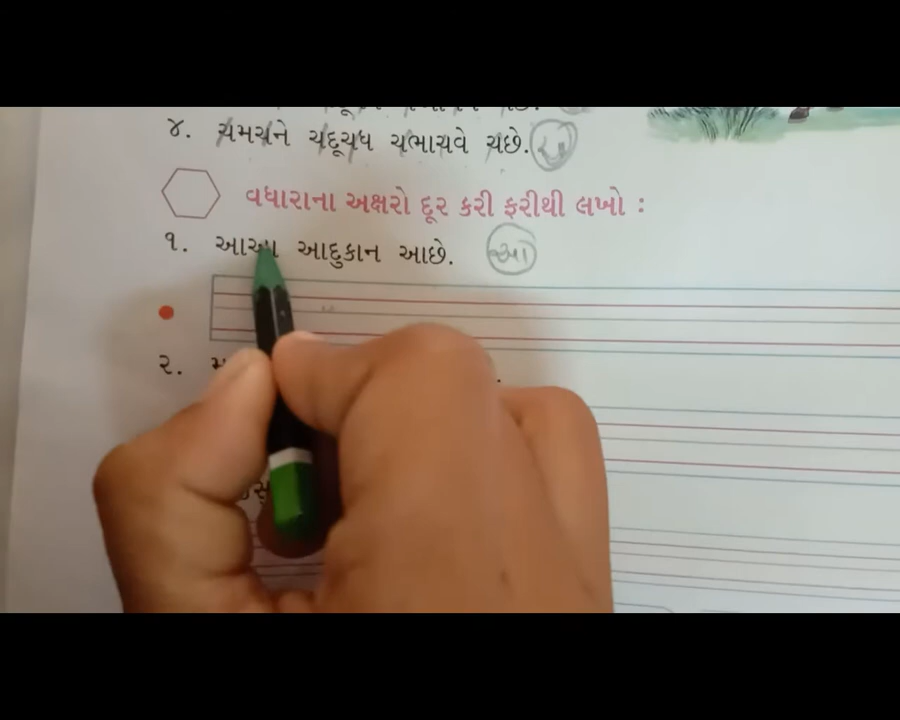 ૪. ચમચને ચદૂચધ ચભાચવે ચછે. ચ
વધારાના અક્ષરો દૂર કરી ફરીથી લખો :
૧. આઆ આદુકાન આછે. આ
૨. મ